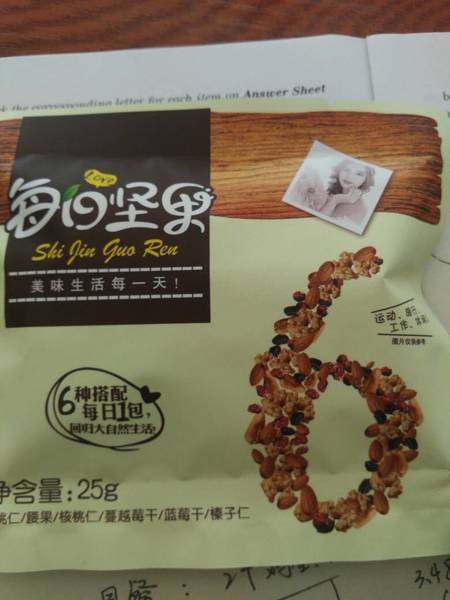 the corresponding letter for each item on Answer Sheet
Love
每日坚果
Shi Jin Guo Ren
美味生活每一天!
运动、旅行、
工作、休闲
图片仅供参考
6种搭配
每日1包,
回归大自然生活!
净含量:25g
桃仁/腰果/核桃仁/蔓越莓干/蓝莓干/榛子仁